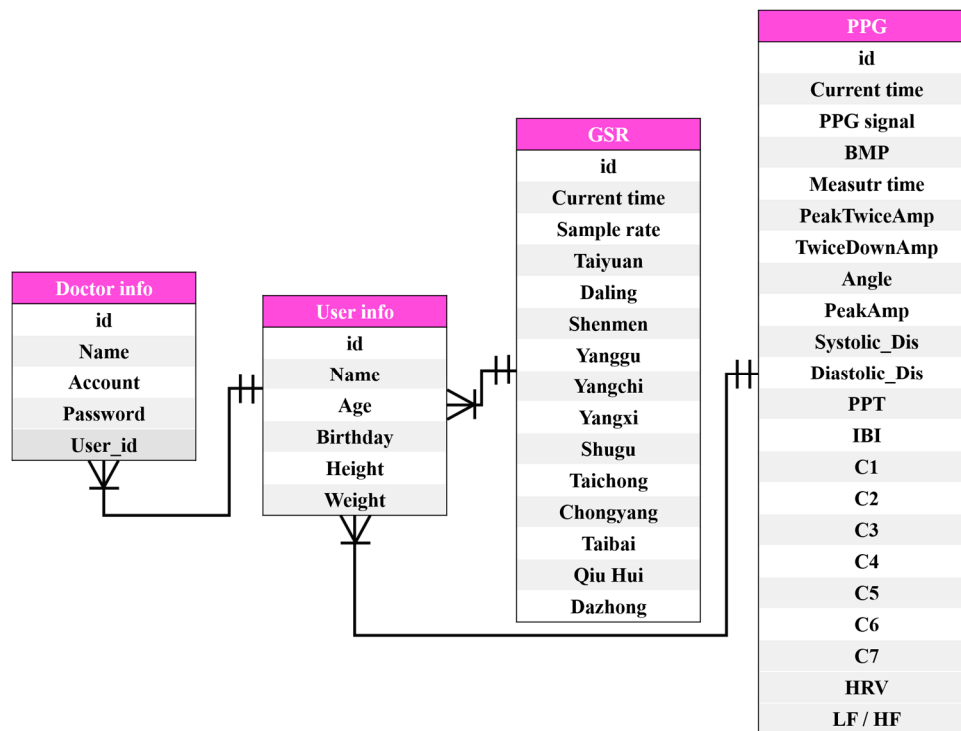 Doctor info
id
Name
Account
Password
User_id
User info
id
Name
Age
Birthday
Height
Weight
GSR
id
Current time
Sample rate
Taiyuan
Daling
Shenmen
Yanggu
Yangchi
Yangxi
Shugu
Taichong
Chongyang
Taibai
Qiu Hui
Dazhong
PPG
id
Current time
PPG signal
BMP
Measutr time
PeakTwiceAmp
TwiceDownAmp
Angle
PeakAmp
Systolic_Dis
Diastolic_Dis
PPT
IBI
C1
C2
C3
C4
C5
C6
C7
HRV
LF / HF